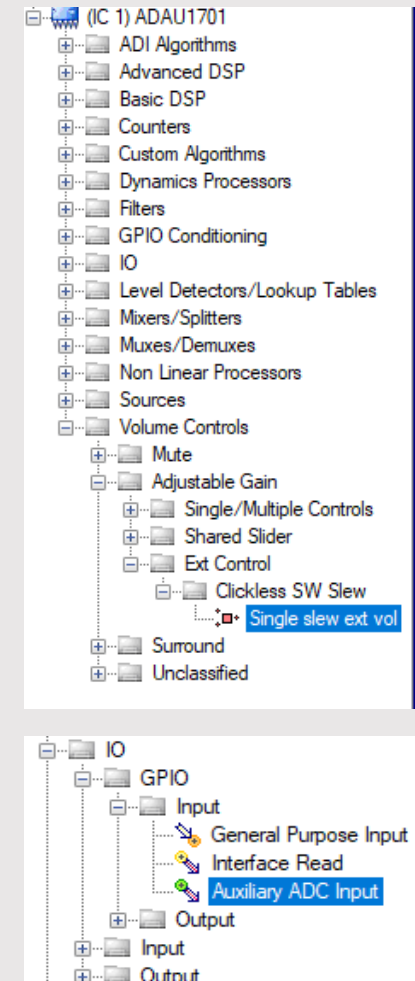 (IC 1) ADAU1701
ADI Algorithms
Advanced DSP
Basic DSP
Counters
Custom Algorithms
Dynamics Processors
Filters
GPIO Conditioning
IO
Level Detectors/Lookup Tables
Mixers/Splitters
Muxes/Demuxes
Non Linear Processors
Sources
Volume Controls
Mute
Adjustable Gain
Single/Multiple Controls
Shared Slider
Ext Control
Clickless SW Slew
Single slew ext vol
Surround
Unclassified
IO
GPIO
Input
General Purpose Input
Interface Read
Auxiliary ADC Input
Output
Input
Output